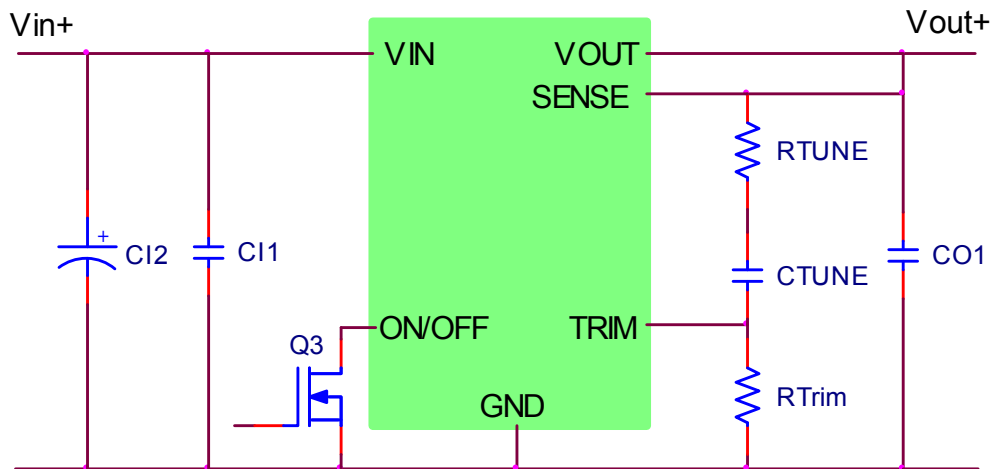 Vin+
Vout+
VIN
VOUT
SENSE
RTUNE
+
CI2
CI1
CTUNE
CO1
ON/OFF
TRIM
Q3
RTrim
GND